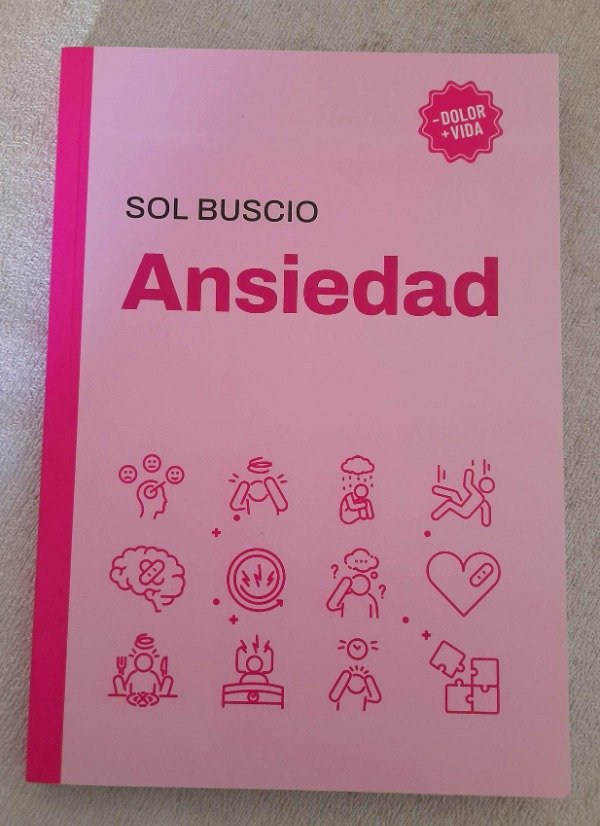 -DOLOR
+VIDA
SOL BUSCIO
Ansiedad